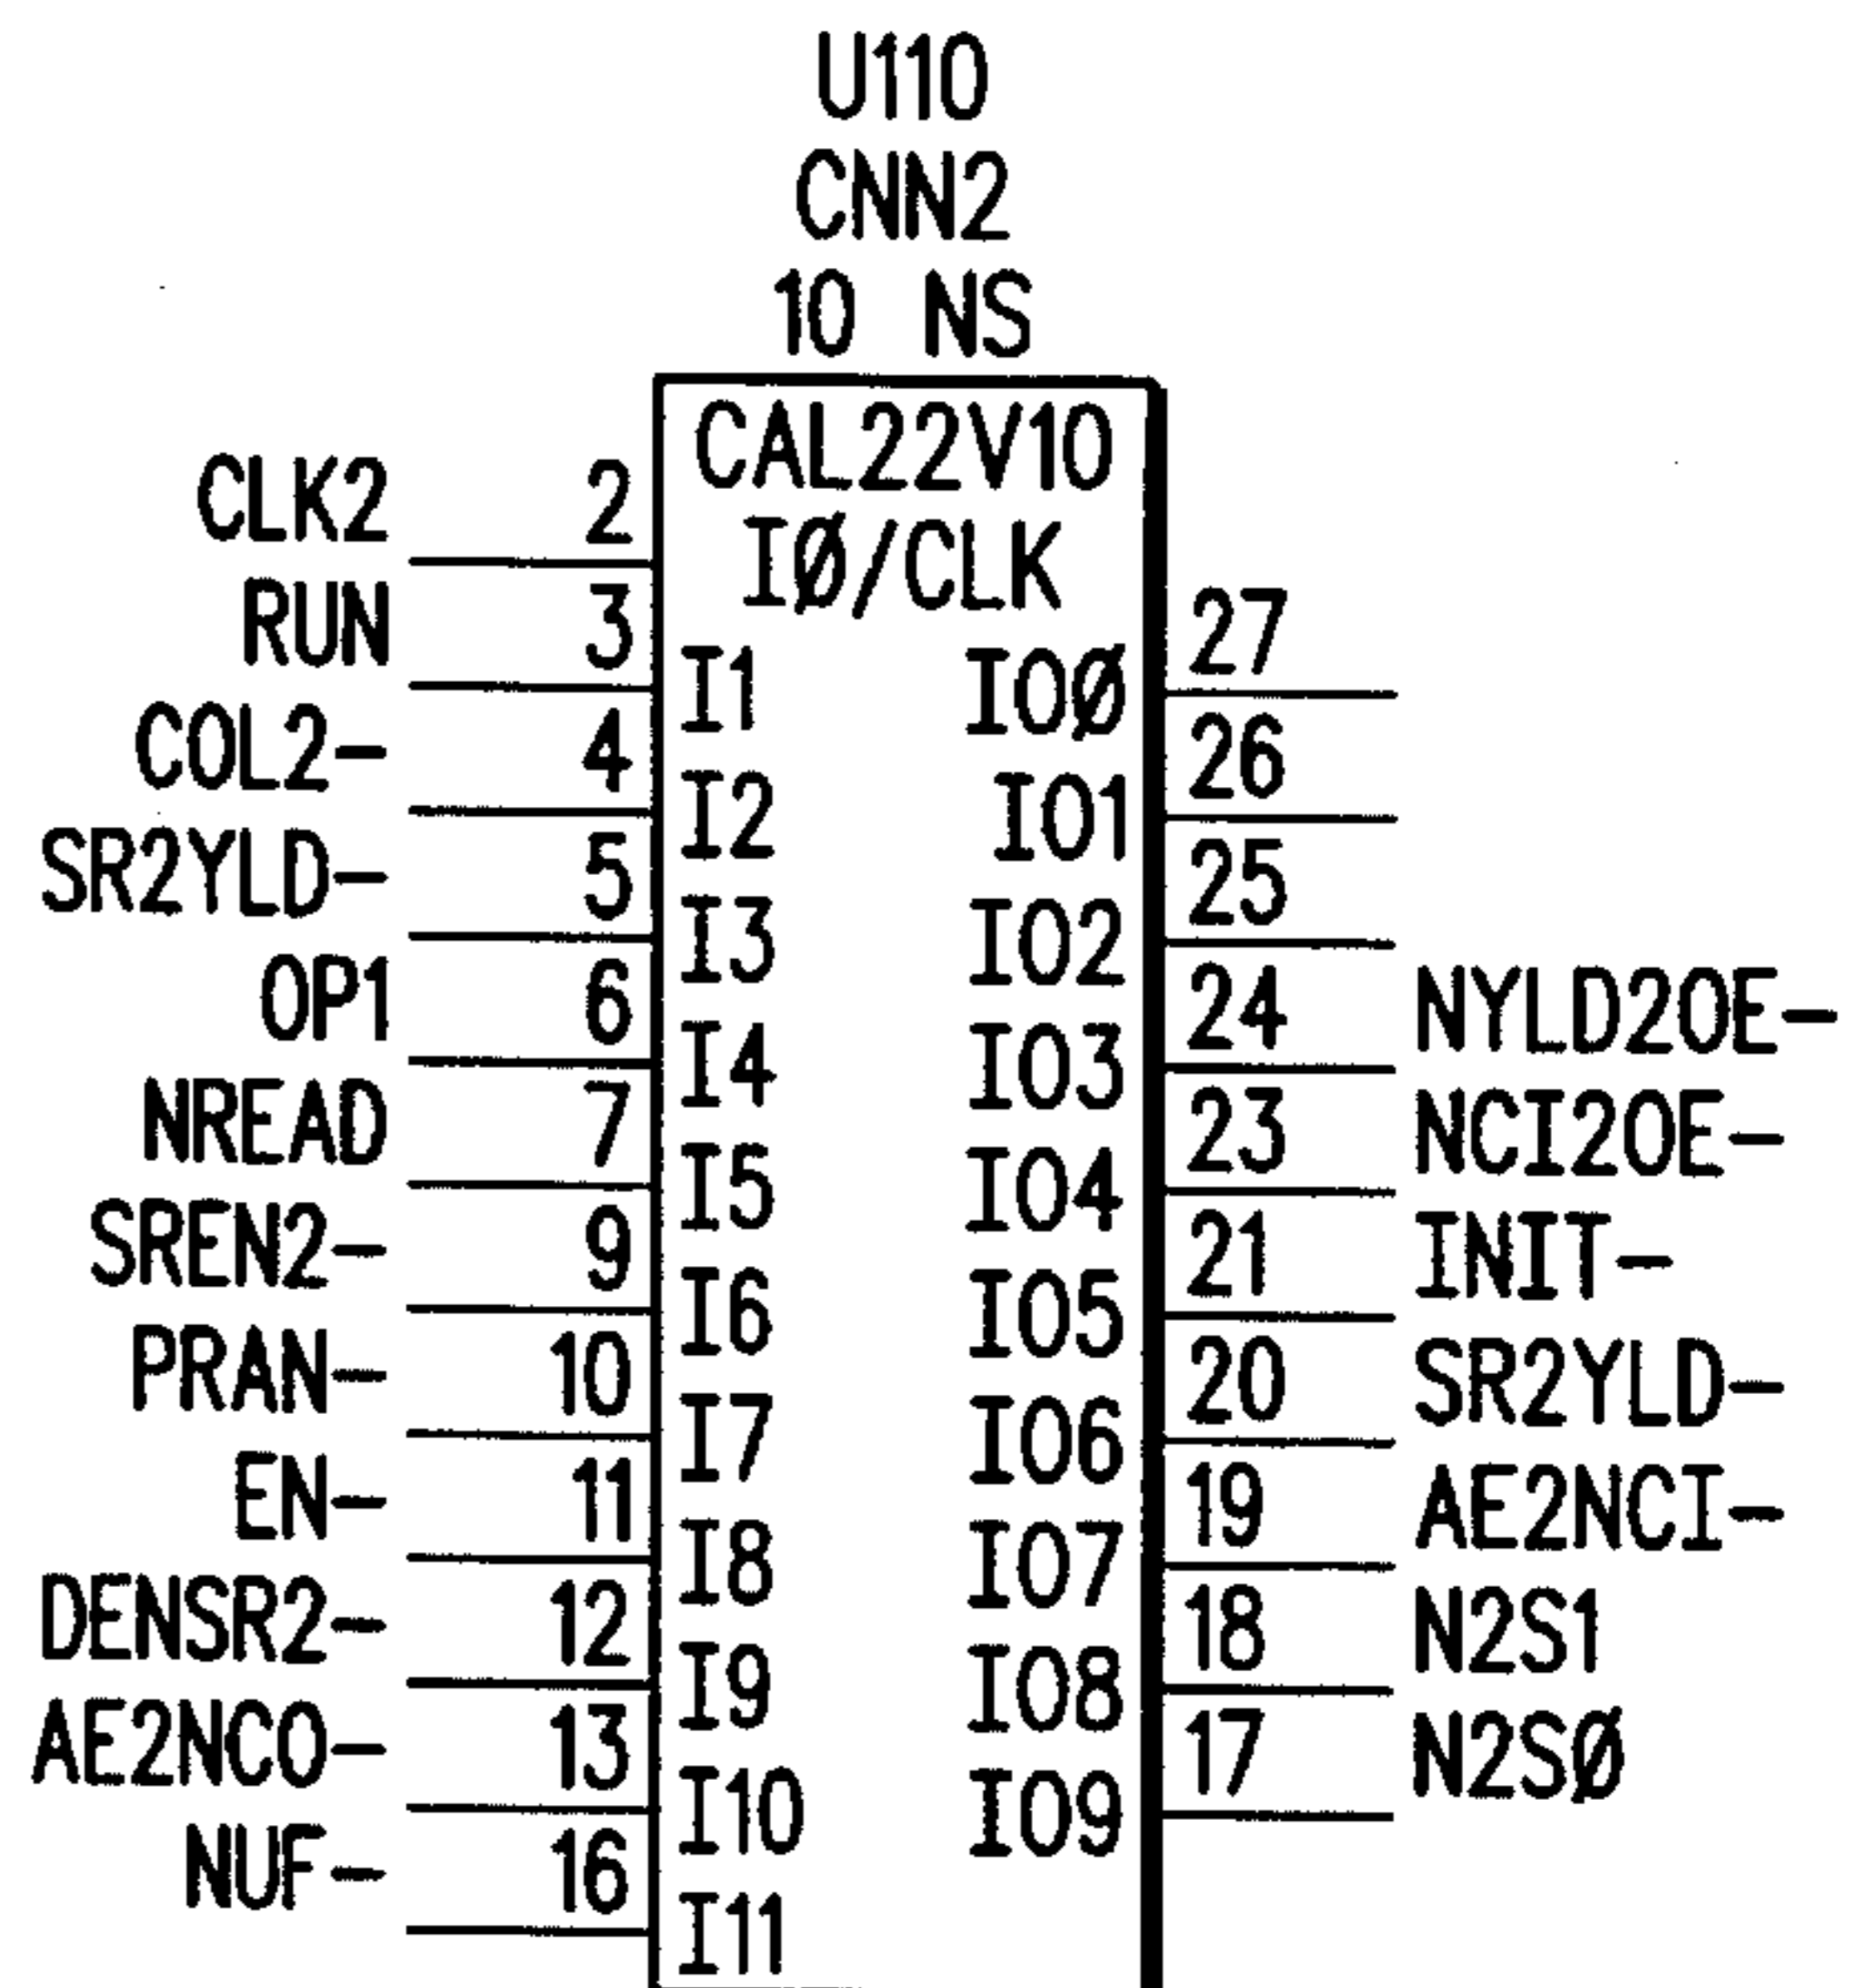 U110
CNN2
10 NS
CAL22V10
CLK2 2 IØ/CLK
RUN 3 I1 IOØ 27
COL2- 4 I2 IO1 26
SR2YLD- 5 I3 IO2 25
OP1 6 I4 IO3 24 NYLD2OE-
NREAD 7 I5 IO4 23 NCI2OE-
SREN2- 9 I6 IO5 21 INIT-
PRAN- 10 I7 IO6 20 SR2YLD-
EN- 11 I8 IO7 19 AE2NCI-
DENSR2- 12 I9 IO8 18 N2S1
AE2NCO- 13 I10 IO9 17 N2SØ
NUF- 16 I11